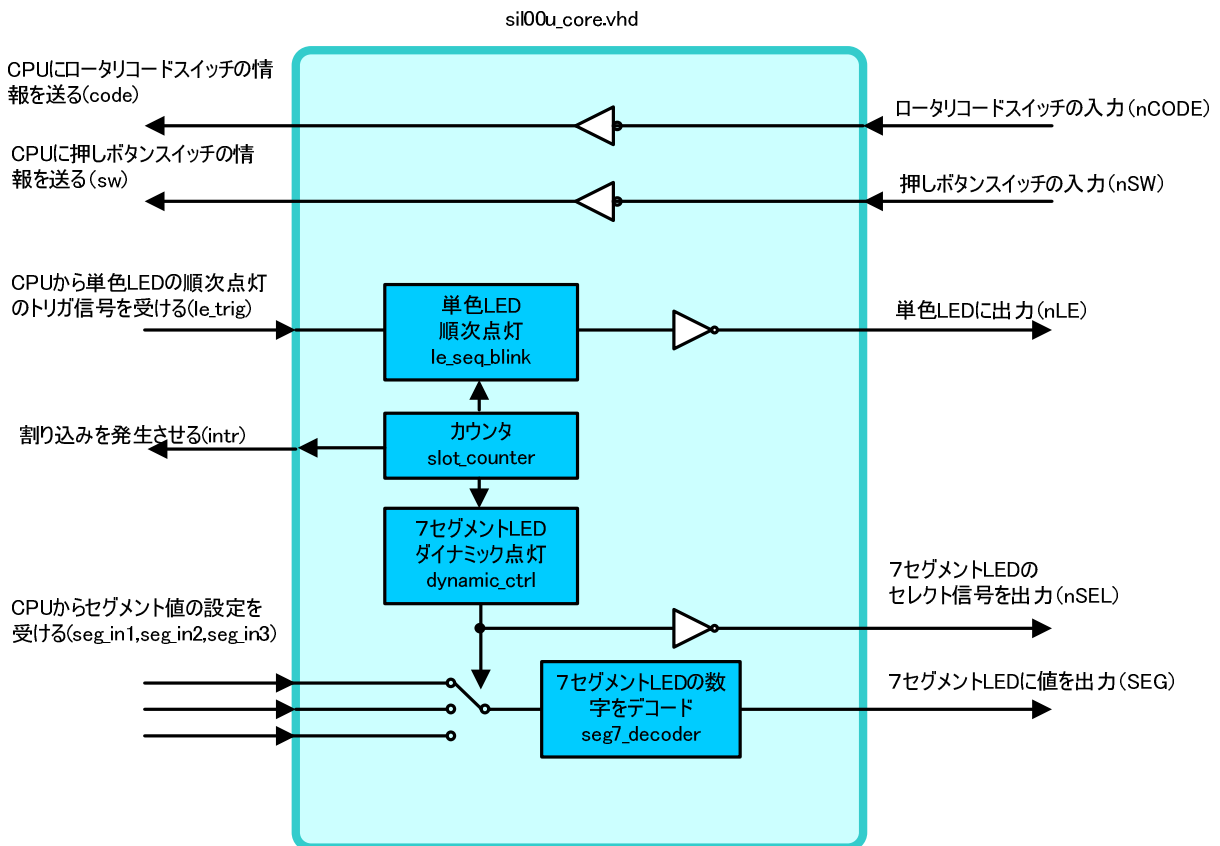 sil00u_core.vhd
CPUにロータリコードスイッチの情
報を送る(code)
ロータリコードスイッチの入力(nCODE)
CPUに押しボタンスイッチの情
報を送る(sw)
押しボタンスイッチの入力(nSW)
CPUから単色LEDの順次点灯
のトリガ信号を受ける(le_trig)
単色LED
順次点灯
le_seq_blink
単色LEDに出力(nLE)
割り込みを発生させる(intr)
カウンタ
slot_counter
7セグメントLED
ダイナミック点灯
dynamic_ctrl
7セグメントLEDの
セレクト信号を出力(nSEL)
CPUからセグメント値の設定を
受ける(seg_in1,seg_in2,seg_in3)
7セグメントLEDの数
字をデコード
seg7_decoder
7セグメントLEDに値を出力(SEG)